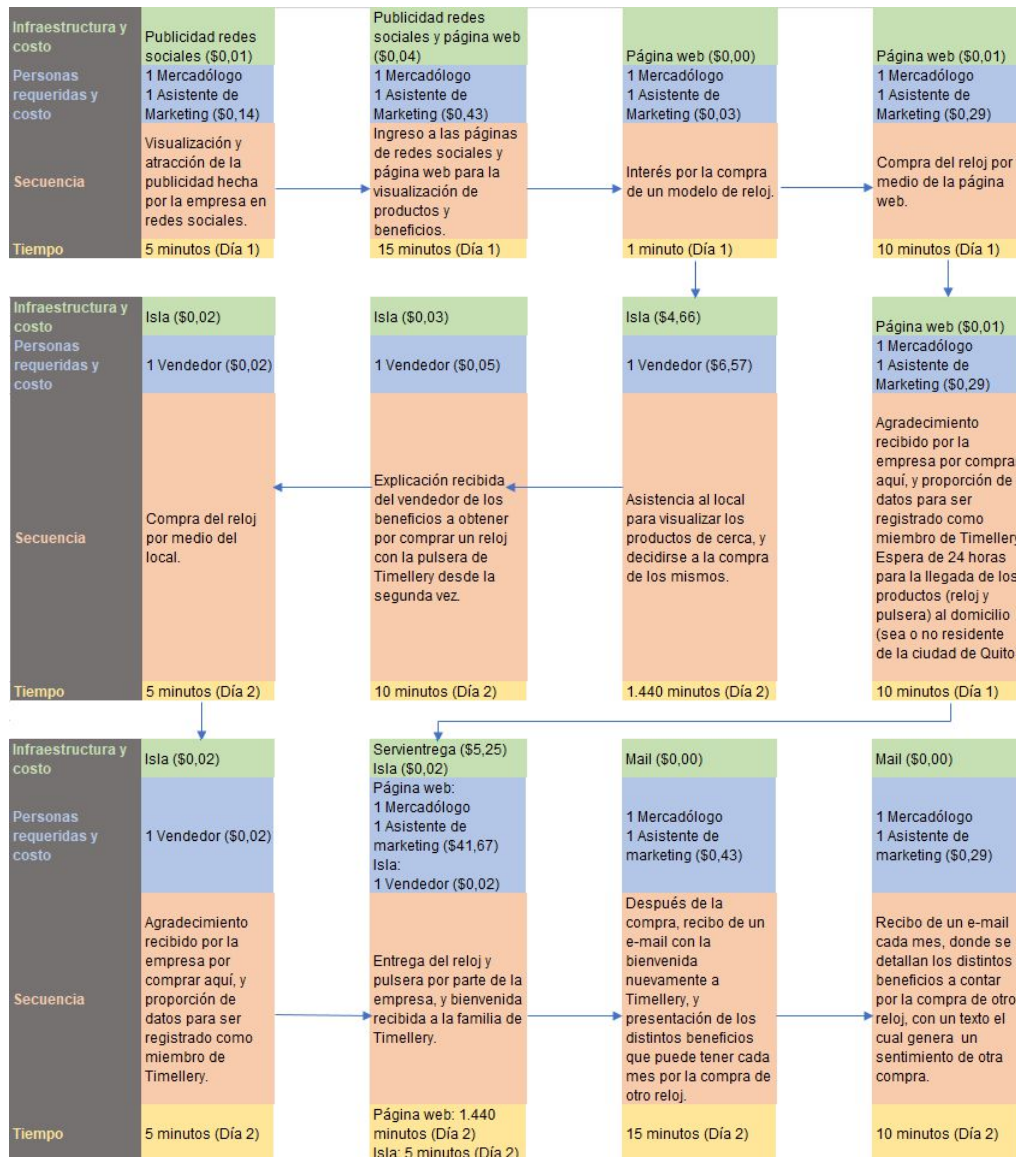 Infraestructura y
costo
Publicidad redes
sociales ($0,01)
Publicidad redes
sociales y página web
($0,04)
Página web ($0,00)
Página web ($0,01)
Personas
requeridas y
costo
1 Mercadólogo
1 Asistente de
Marketing ($0,14)
1 Mercadólogo
1 Asistente de
Marketing ($0,43)
1 Mercadólogo
1 Asistente de
Marketing ($0,03)
1 Mercadólogo
1 Asistente de
Marketing ($0,29)
Secuencia
Visualización y
atracción de la
publicidad hecha
por la empresa en
redes sociales.
Ingreso a las páginas
de redes sociales y
página web para la
visualización de
productos y
beneficios.
Interés por la compra
de un modelo de reloj.
Compra del reloj por
medio de la página
web.
Tiempo
5 minutos (Día 1)
15 minutos (Día 1)
1 minuto (Día 1)
10 minutos (Día 1)
Infraestructura y
costo
Isla ($0,02)
Isla ($0,03)
Isla ($4,66)
Página web ($0,01)
Personas
requeridas y
costo
1 Vendedor ($0,02)
1 Vendedor ($0,05)
1 Vendedor ($6,57)
1 Mercadólogo
1 Asistente de
Marketing ($0,29)
Secuencia
Compra del reloj
por medio del
local.
Explicación recibida
del vendedor de los
beneficios a obtener
por comprar un reloj
con la pulsera de
Timellery desde la
segunda vez.
Asistencia al local
para visualizar los
productos de cerca, y
decidirse a la compra
de los mismos.
Agradecimiento
recibido por la
empresa por compra
aquí, y proporción de
datos para ser
registrado como
miembro de Timellery
Espera de 24 horas
para la llegada de los
productos (reloj y
pulsera) al domicilio
(sea o no residente
de la ciudad de Quito
Tiempo
5 minutos (Día 2)
10 minutos (Día 2)
1.440 minutos (Día 2)
10 minutos (Día 1)
Infraestructura y
costo
Isla ($0,02)
Servientrega ($5,25)
Isla ($0,02)
Mail ($0,00)
Mail ($0,00)
Personas
requeridas y
costo
1 Vendedor ($0,02)
Página web:
1 Mercadólogo
1 Asistente de
marketing ($41,67)
Isla:
1 Vendedor ($0,02)
1 Mercadólogo
1 Asistente de
marketing ($0,43)
1 Mercadólogo
1 Asistente de
marketing ($0,29)
Secuencia
Agradecimiento
recibido por la
empresa por
comprar aquí, y
proporción de
datos para ser
registrado como
miembro de
Timellery.
Entrega del reloj y
pulsera por parte de la
empresa, y bienvenida
recibida a la familia de
Timellery.
Después de la
compra, recibo de un
e-mail con la
bienvenida
nuevamente a
Timellery, y
presentación de los
distintos beneficios
que puede tener cada
mes por la compra de
otro reloj.
Recibo de un e-mail
cada mes, donde se
detallan los distintos
beneficios a contar
por la compra de otro
reloj, con un texto el
cual genera un
sentimiento de otra
compra.
Tiempo
5 minutos (Día 2)
Página web: 1.440
minutos (Día 2)
Isla: 5 minutos (Día 2)
15 minutos (Día 2)
10 minutos (Día 2)